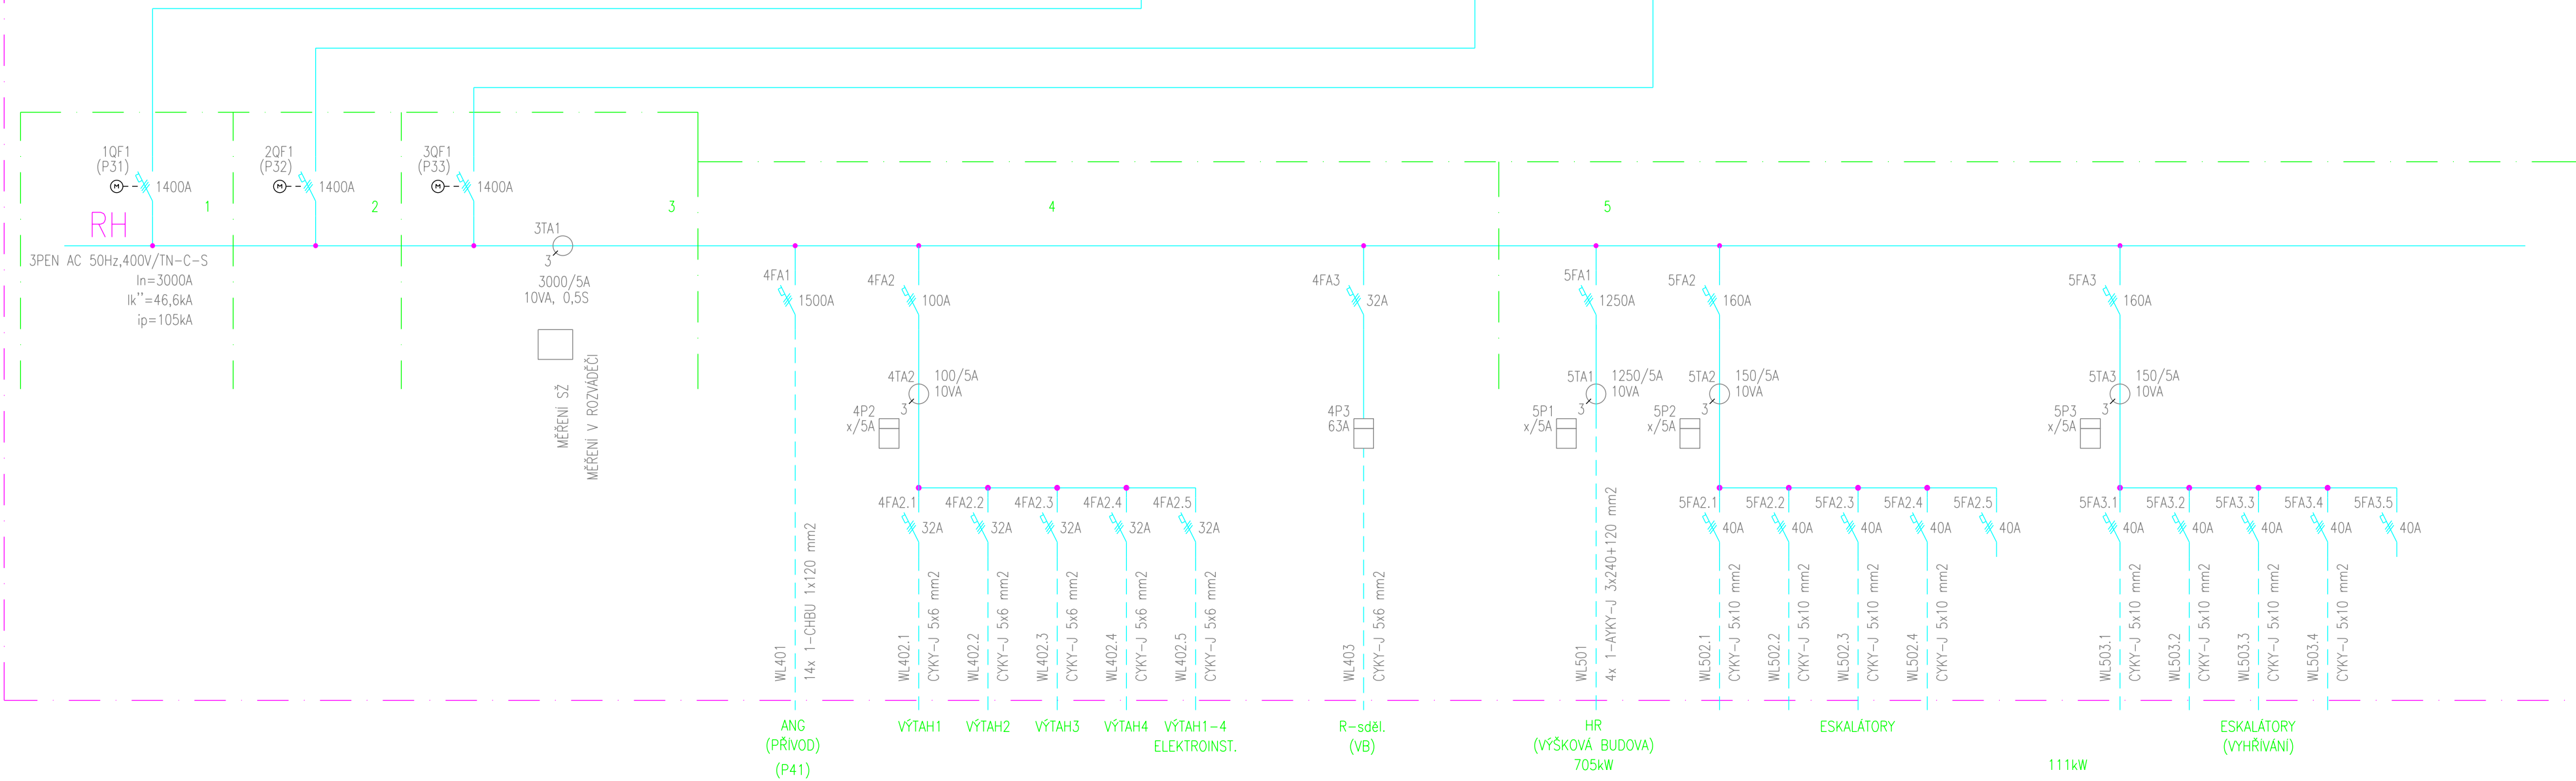 1QF1
(P31)
M
1400A
1
2QF1
(P32)
M
1400A
2
3QF1
(P33)
M
1400A
3
4
5
RH
3PEN AC 50Hz,400V/TN-C-S
In=3000A
Ik''=46,6kA
ip=105kA
3TA1
3
3000/5A
10VA, 0,5S
MĚŘENÍ SŽ
MĚŘENÍ V ROZVÁDĚČI
4FA1
1500A
4FA2
100A
4FA3
32A
5FA1
1250A
5FA2
160A
5FA3
160A
4TA2
3
100/5A
10VA
4P2
x/5A
4P3
63A
5TA1
3
1250/5A
10VA
5P1
x/5A
5TA2
3
150/5A
10VA
5P2
x/5A
5TA3
3
150/5A
10VA
5P3
x/5A
4FA2.1
32A
4FA2.2
32A
4FA2.3
32A
4FA2.4
32A
4FA2.5
32A
5FA2.1
40A
5FA2.2
40A
5FA2.3
40A
5FA2.4
40A
5FA2.5
40A
5FA3.1
40A
5FA3.2
40A
5FA3.3
40A
5FA3.4
40A
5FA3.5
40A
WL401
14x 1-CHBU 1x120 mm2
WL402.1
CYKY-J 5x6 mm2
WL402.2
CYKY-J 5x6 mm2
WL402.3
CYKY-J 5x6 mm2
WL402.4
CYKY-J 5x6 mm2
WL402.5
CYKY-J 5x6 mm2
WL403
CYKY-J 5x6 mm2
WL501
4x 1-AYKY-J 3x240+120 mm2
WL502.1
CYKY-J 5x10 mm2
WL502.2
CYKY-J 5x10 mm2
WL502.3
CYKY-J 5x10 mm2
WL502.4
CYKY-J 5x10 mm2
WL503.1
CYKY-J 5x10 mm2
WL503.2
CYKY-J 5x10 mm2
WL503.3
CYKY-J 5x10 mm2
WL503.4
CYKY-J 5x10 mm2
ANG
(PŘÍVOD)
(P41)
VÝTAH1
VÝTAH2
VÝTAH3
VÝTAH4
VÝTAH1-4
ELEKTROINST.
R-sděl.
(VB)
HR
(VÝŠKOVÁ BUDOVA)
705kW
ESKALÁTORY
111kW
ESKALÁTORY
(VYHŘÍVÁNÍ)